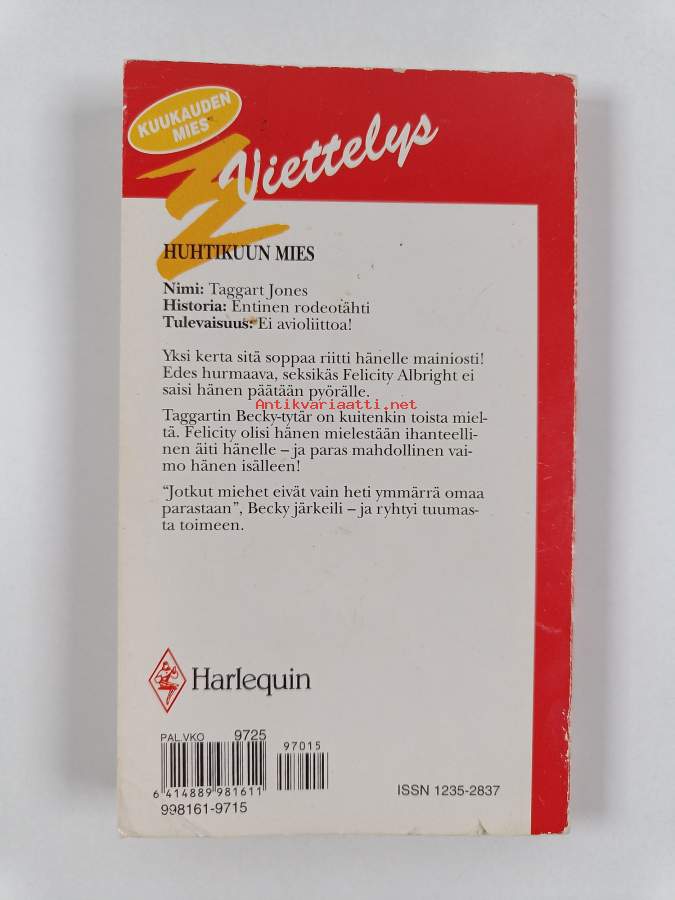 KUUKAUDEN
MIES
Viettelys
HUHTIKUUN MIES
Nimi: Taggart Jones
Historia: Entinen rodeotähti
Tulevaisuus: Ei avioliittoa!
Yksi kerta sitä soppaa riitti hänelle mainiosti!
Edes hurmaava, seksikäs Felicity Albright ei
saisi hänen päätään pyörälle.
Antikvariaatti.net
Taggartin Becky-tytär on kuitenkin toista miel-
tä. Felicity olisi hänen mielestään ihanteelli-
nen äiti hänelle – ja paras mahdollinen vai-
mo hänen isälleen!
“Jotkut miehet eivät vain heti ymmärrä omaa
parastaan”, Becky järkeili – ja ryhtyi tuumas-
ta toimeen.
Harlequin
PAL.VKO 9725
97015
6 414889 981611
998161-9715
ISSN 1235-2837